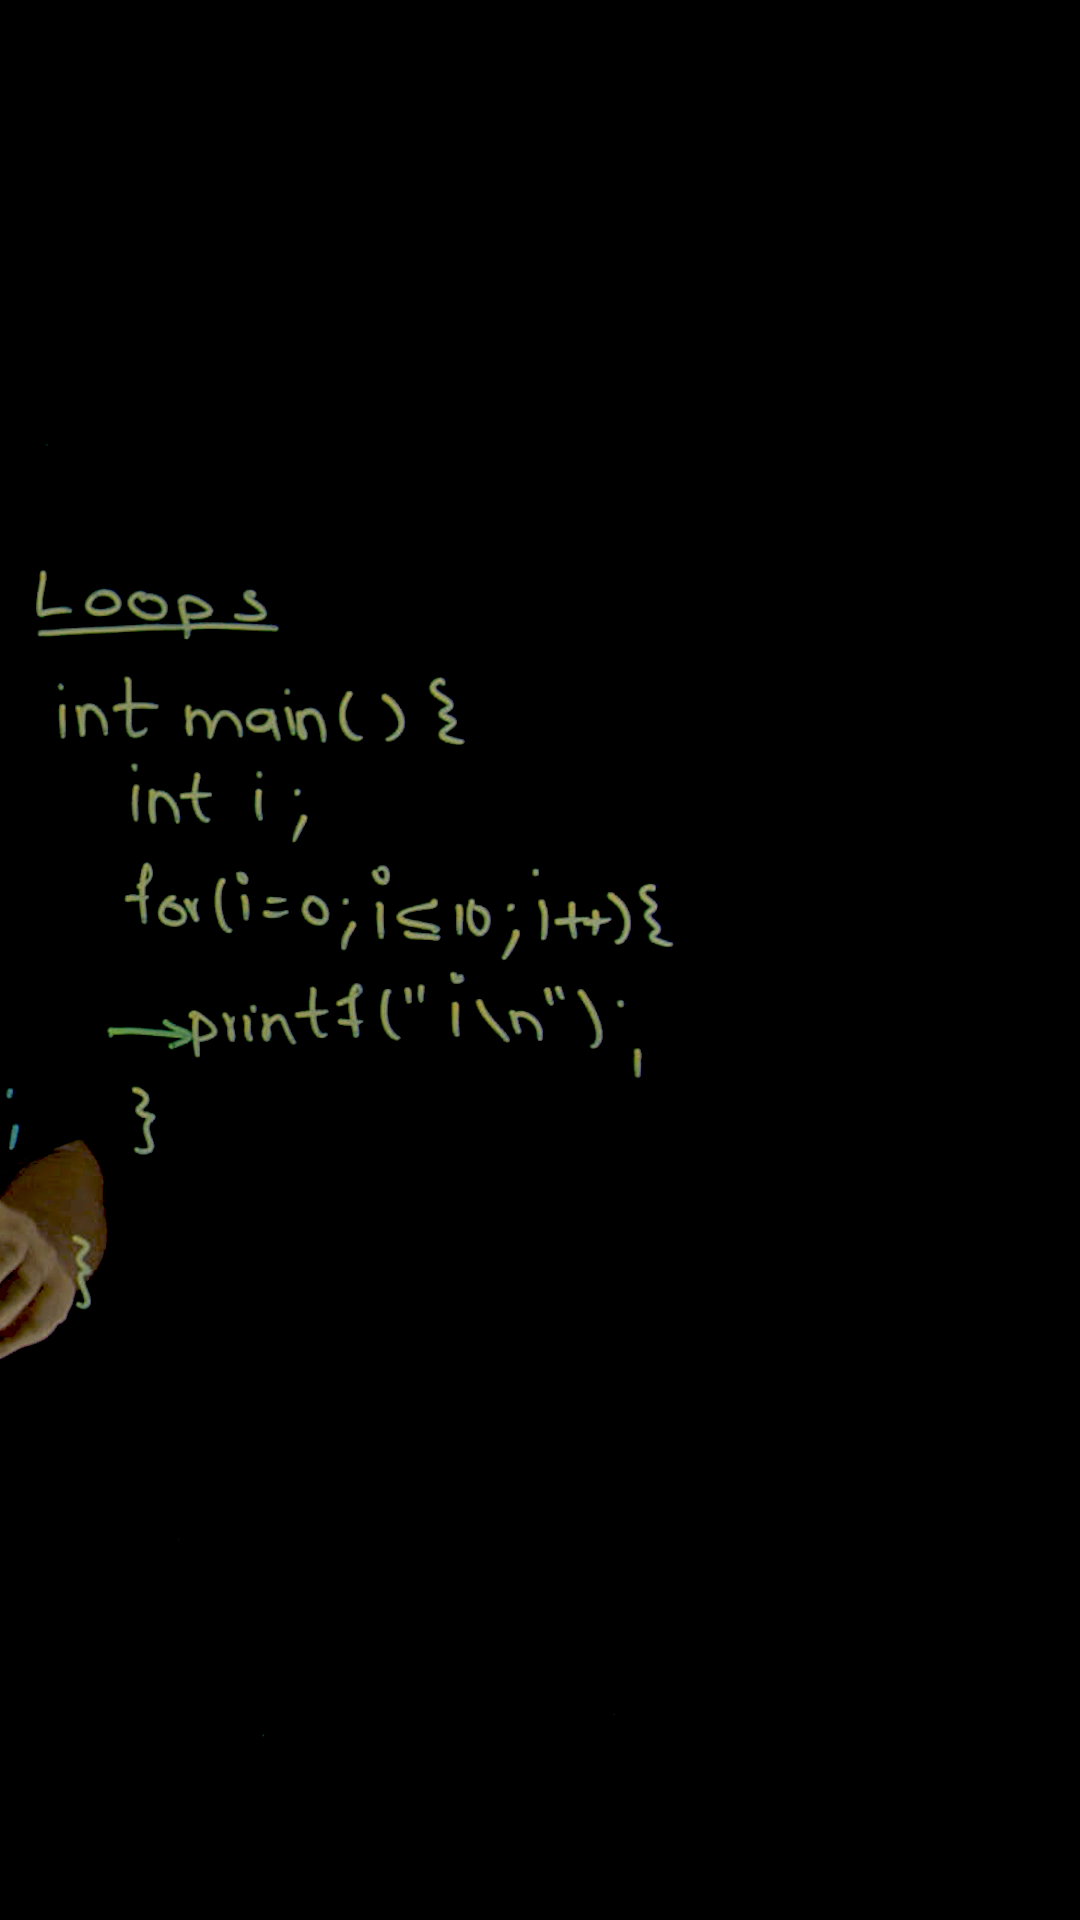 Loops
int main() {
int i ;
for(i=0; i≤10; i++){
→printf("i\n");
;
}
}